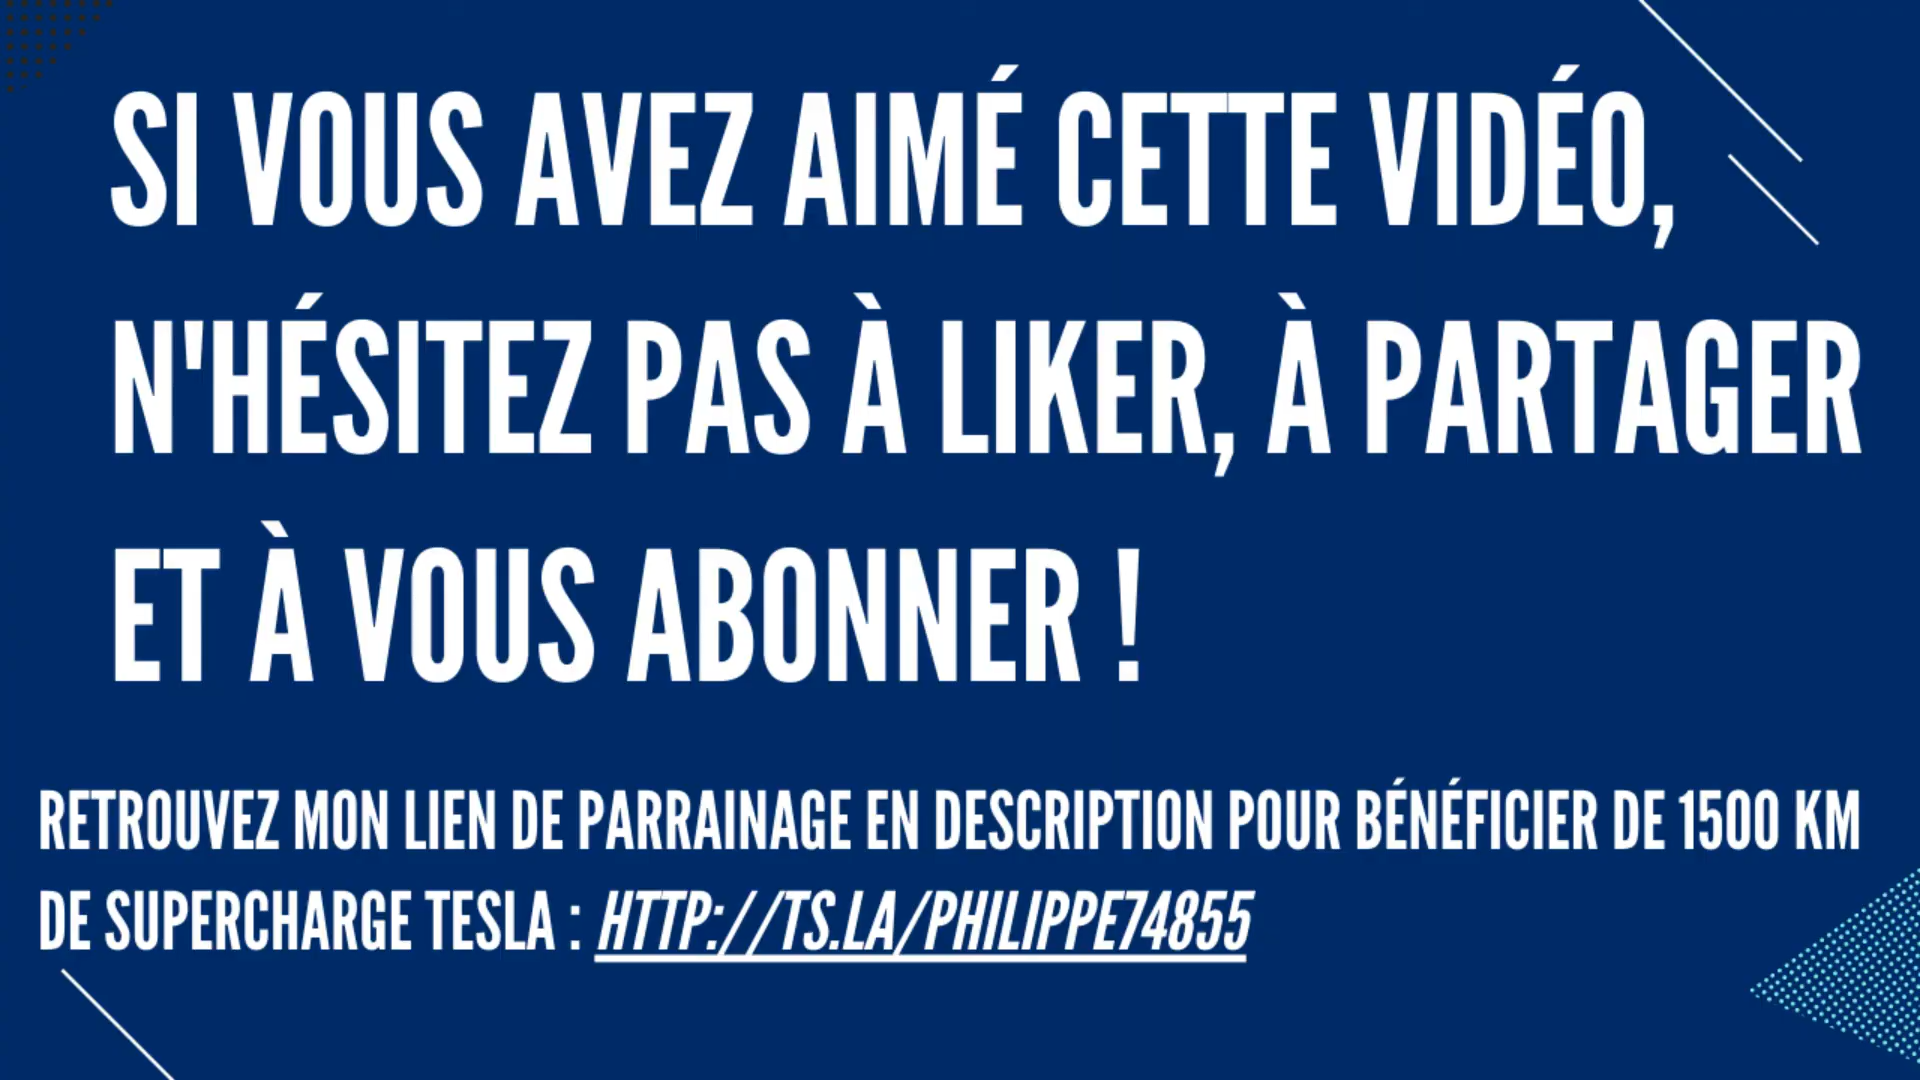 SI VOUS AVEZ AIMÉ CETTE VIDÉO,
N'HÉSITEZ PAS À LIKER, À PARTAGER
ET À VOUS ABONNER !
RETROUVEZ MON LIEN DE PARRAINAGE EN DESCRIPTION POUR BÉNÉFICIER DE 1500 KM
DE SUPERCHARGE TESLA : HTTP://TS.LA/PHILIPPE74855